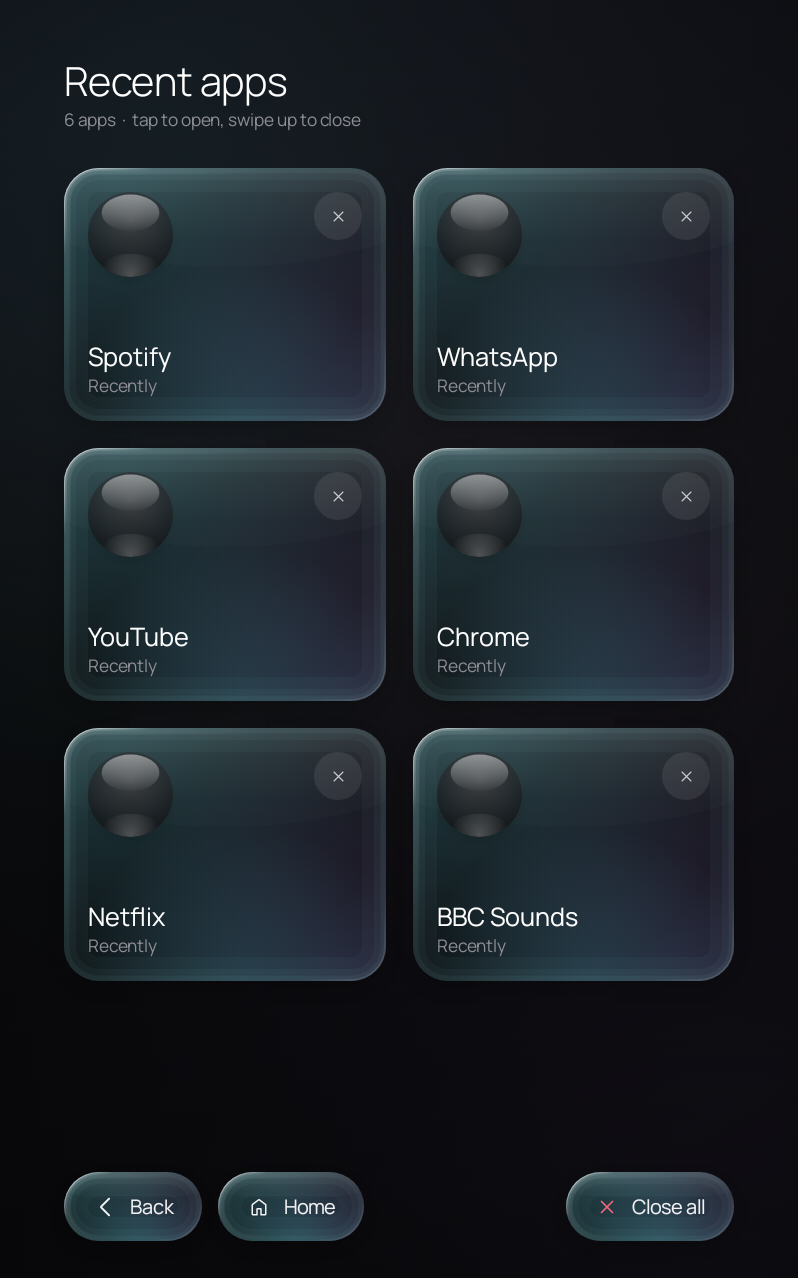 Recent apps
6 apps · tap to open, swipe up to close
Spotify
Recently
WhatsApp
Recently
YouTube
Recently
Chrome
Recently
Netflix
Recently
BBC Sounds
Recently
Back
Home
Close all